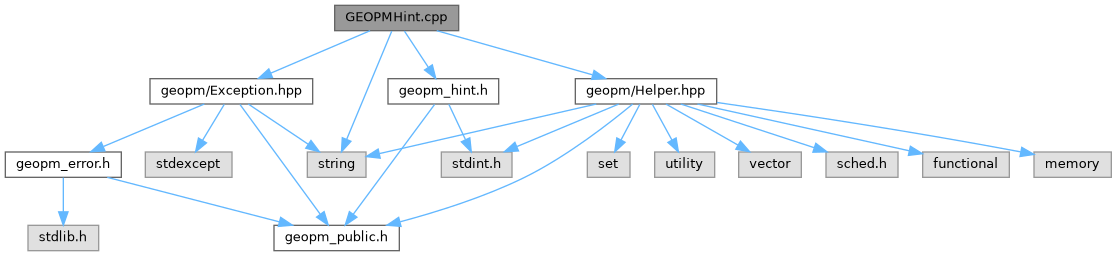 GEOPMHint.cpp
geopm/Exception.hpp
geopm_hint.h
geopm/Helper.hpp
geopm_error.h
stdexcept
string
stdint.h
set
utility
vector
sched.h
functional
memory
stdlib.h
geopm_public.h